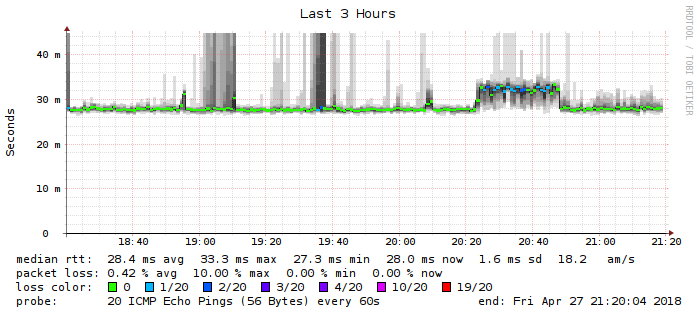 Last 3 Hours
RRDTOOL / TOBI OETIKER
Seconds
40 m
30 m
20 m
10 m
0
18:40 19:00 19:20 19:40 20:00 20:20 20:40 21:00 21:20
median rtt: 28.4 ms avg 33.3 ms max 27.3 ms min 28.0 ms now 1.6 ms sd 18.2 am/s
packet loss: 0.42 % avg 10.00 % max 0.00 % min 0.00 % now
loss color: 0 1/20 2/20 3/20 4/20 10/20 19/20
probe: 20 ICMP Echo Pings (56 Bytes) every 60s end: Fri Apr 27 21:20:04 2018